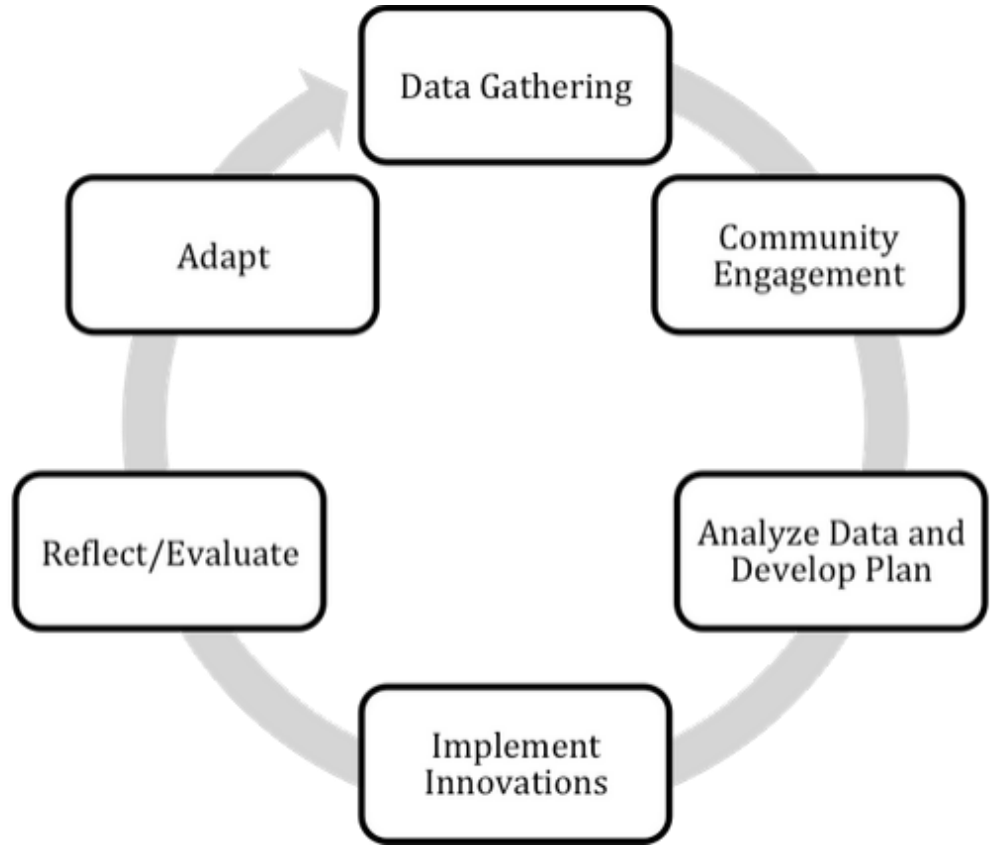 Data Gathering
Community
Engagement
Analyze Data and
Develop Plan
Implement
Innovations
Reflect/Evaluate
Adapt